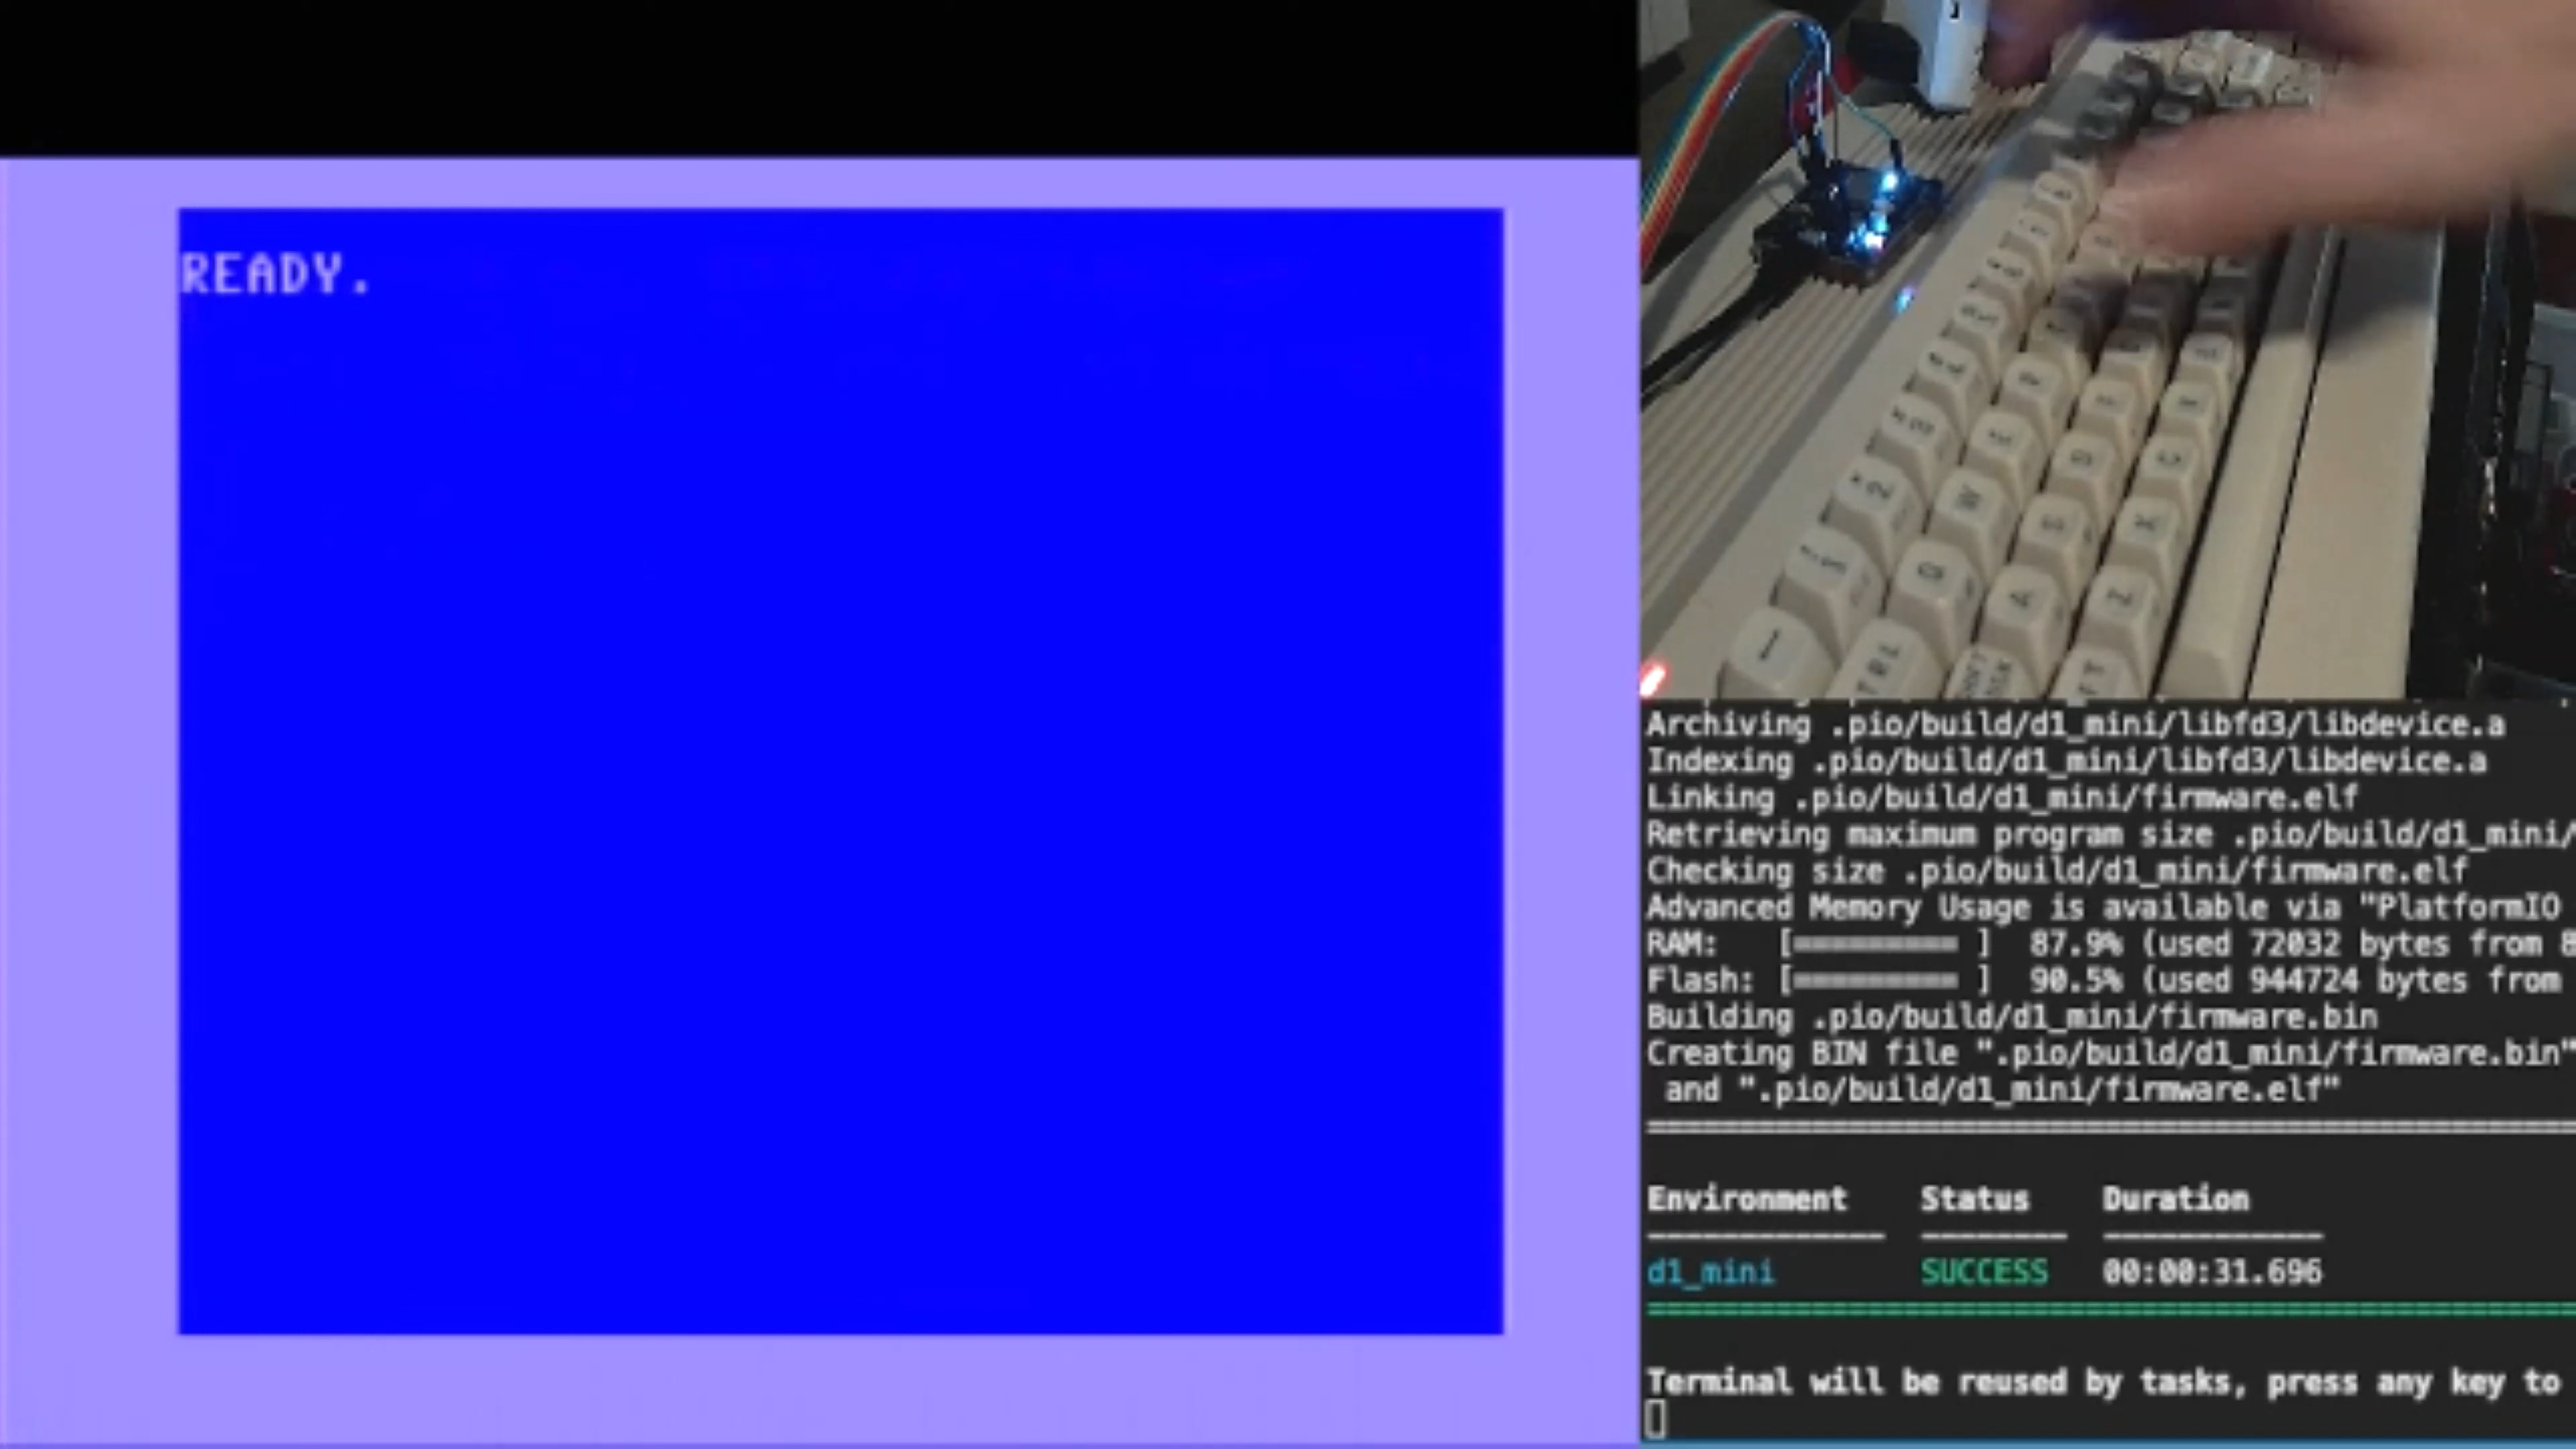 READY.
Archiving .pio/build/d1_mini/libfd3/libdevice.a
Indexing .pio/build/d1_mini/libfd3/libdevice.a
Linking .pio/build/d1_mini/firmware.elf
Retrieving maximum program size .pio/build/d1_mini/
Checking size .pio/build/d1_mini/firmware.elf
Advanced Memory Usage is available via "PlatformIO
RAM: [========== ] 87.9% (used 72032 bytes from 8
Flash: [========== ] 90.5% (used 944724 bytes from
Building .pio/build/d1_mini/firmware.bin
Creating BIN file ".pio/build/d1_mini/firmware.bin"
and ".pio/build/d1_mini/firmware.elf"
Environment Status Duration
d1_mini SUCCESS 00:00:31.696
Terminal will be reused by tasks, press any key to